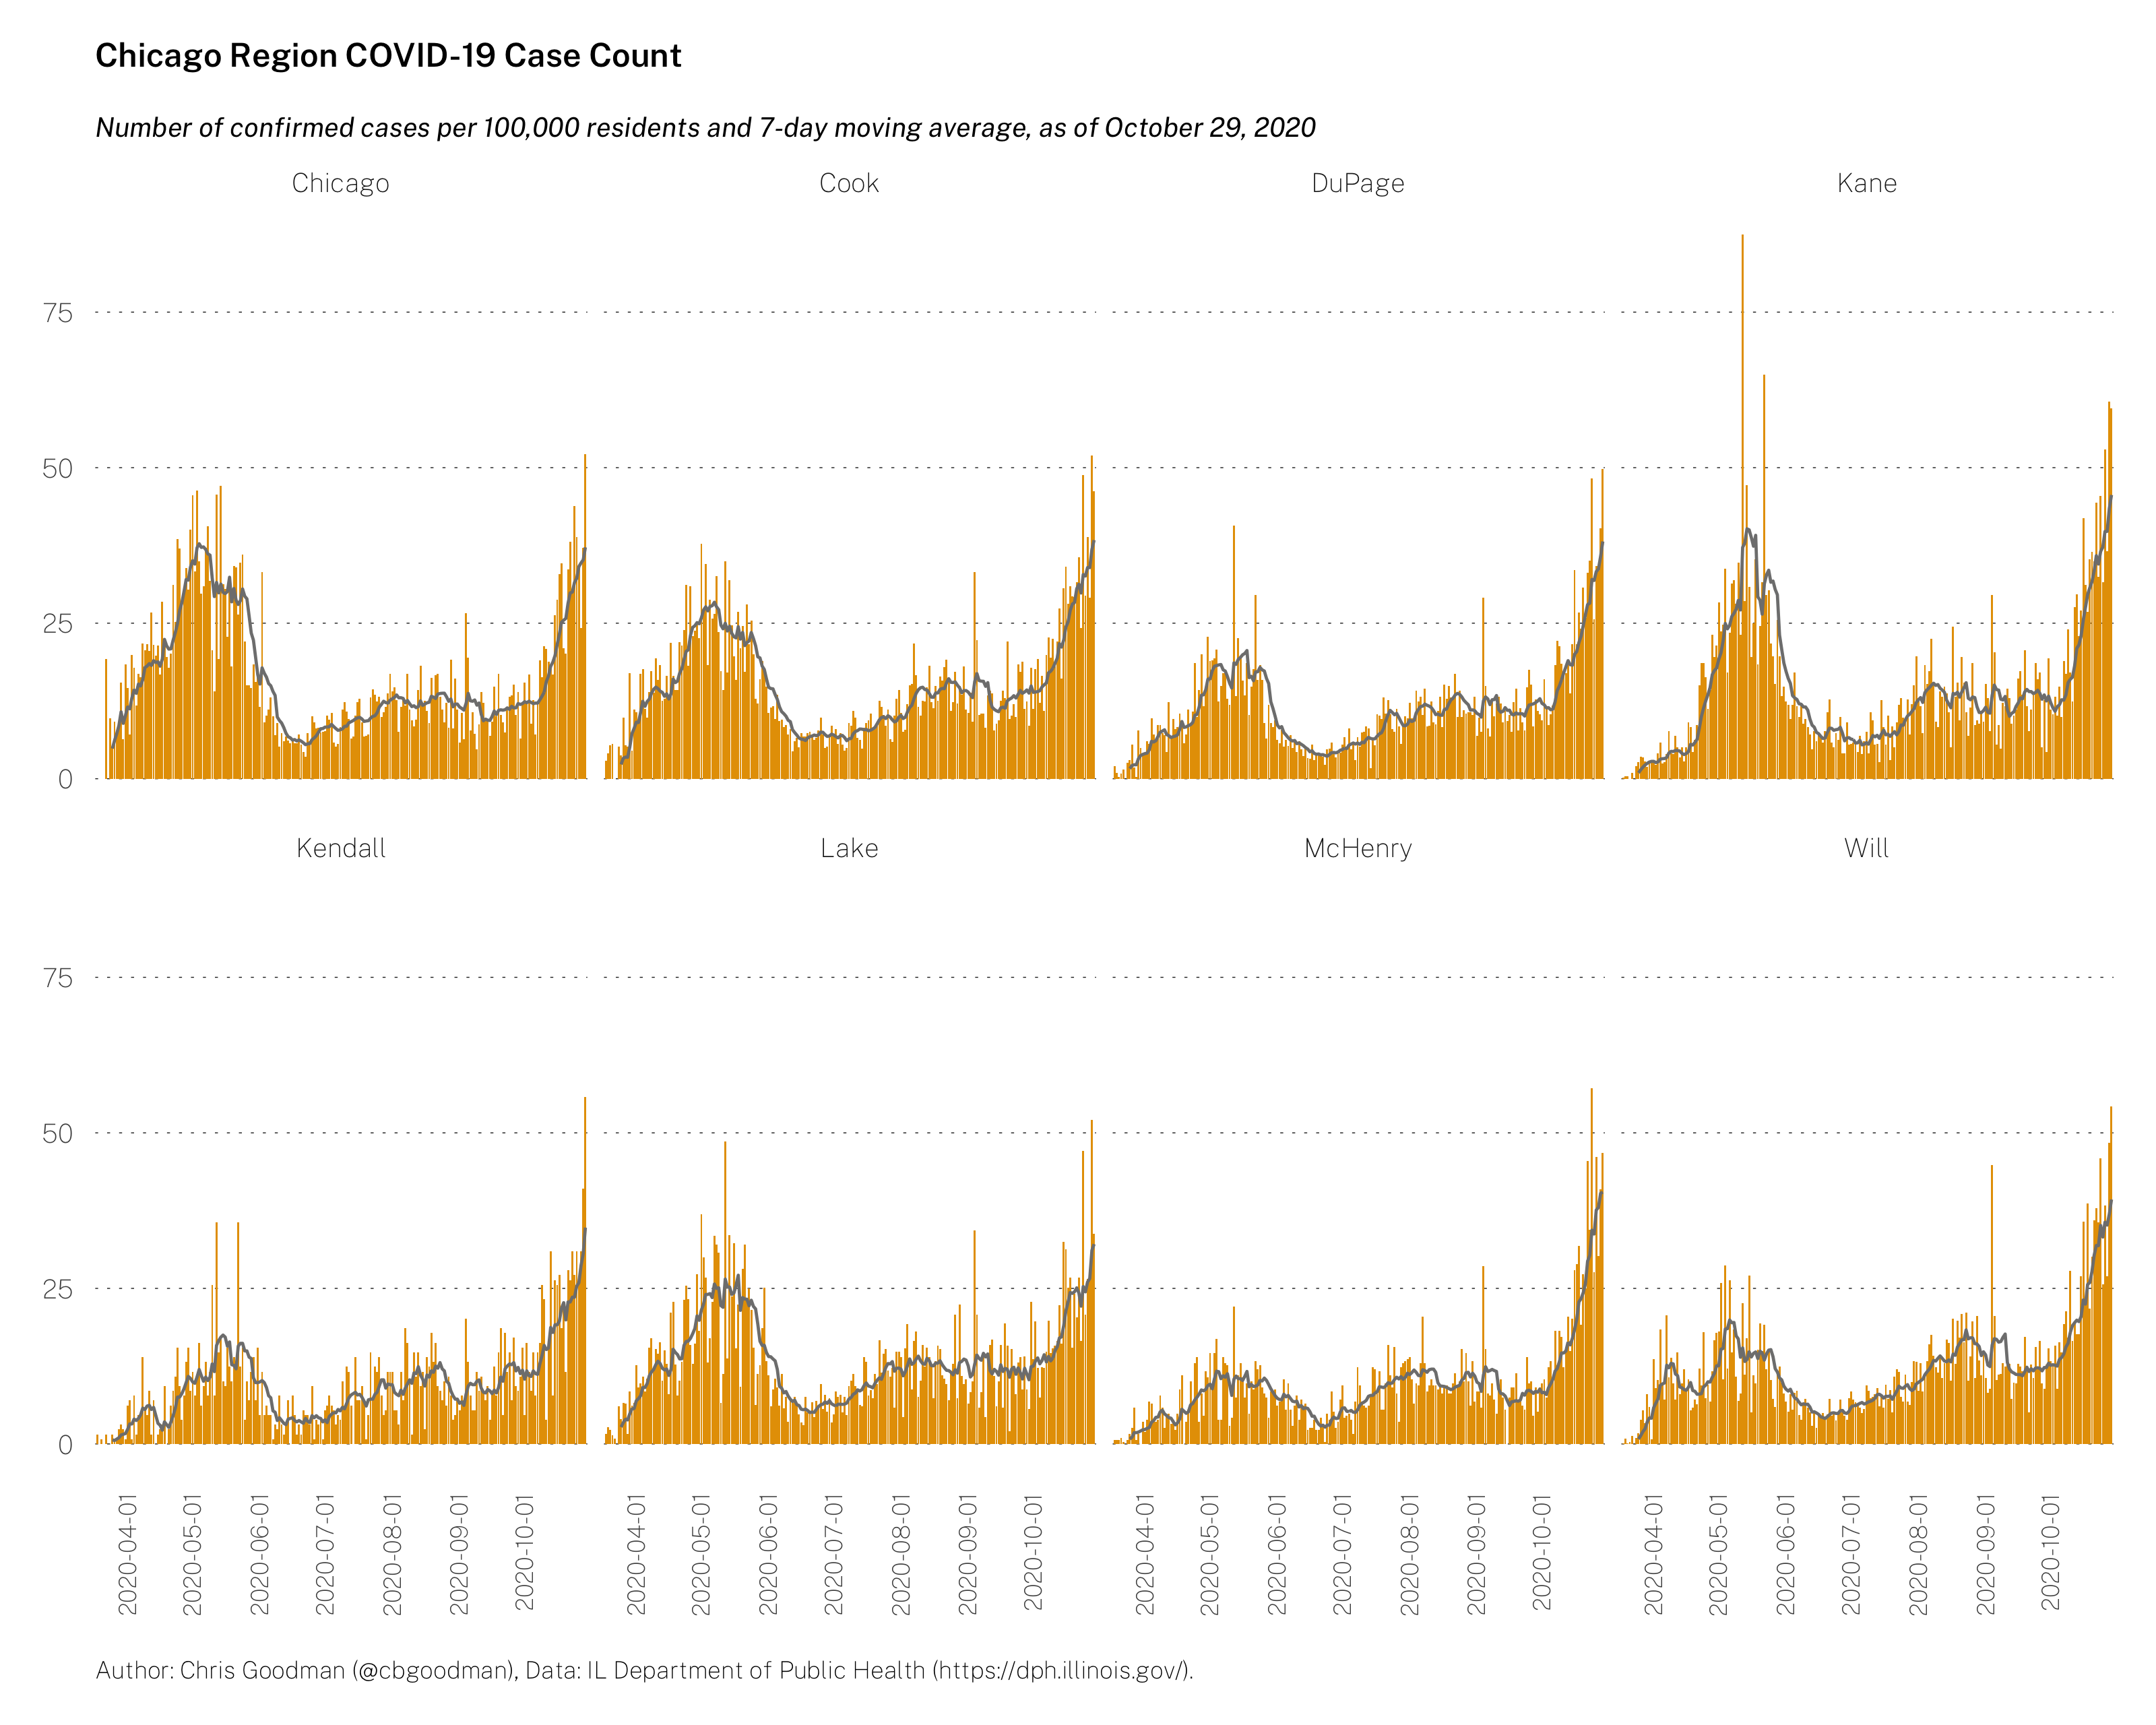 Chicago Region COVID-19 Case Count
Number of confirmed cases per 100,000 residents and 7-day moving average, as of October 29, 2020
Chicago Cook DuPage Kane
75
50
25
0
Kendall Lake McHenry Will
75
50
25
0
2020-04-01 2020-05-01 2020-06-01 2020-07-01 2020-08-01 2020-09-01 2020-10-01 2020-04-01 2020-05-01 2020-06-01 2020-07-01 2020-08-01 2020-09-01 2020-10-01 2020-04-01 2020-05-01 2020-06-01 2020-07-01 2020-08-01 2020-09-01 2020-10-01 2020-04-01 2020-05-01 2020-06-01 2020-07-01 2020-08-01 2020-09-01 2020-10-01
Author: Chris Goodman (@cbgoodman), Data: IL Department of Public Health (https://dph.illinois.gov/).